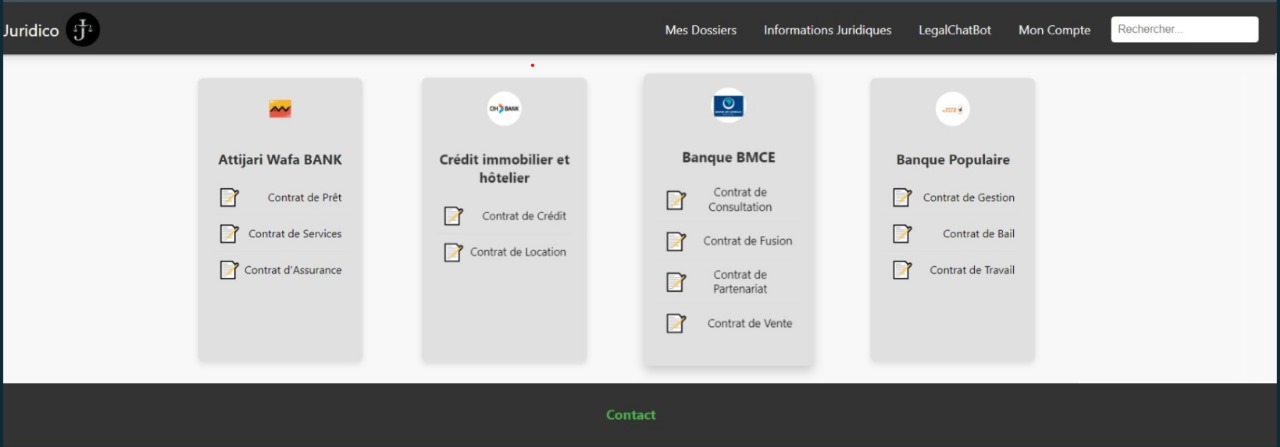 Juridico
Mes Dossiers
Informations Juridiques
LegalChatBot
Mon Compte
Rechercher...
Attijari Wafa BANK
Contrat de Prêt
Contrat de Services
Contrat d'Assurance
CIH BANK
Crédit immobilier et
hôtelier
Contrat de Crédit
Contrat de Location
Banque BMCE
Contrat de
Consultation
Contrat de Fusion
Contrat de
Partenariat
Contrat de Vente
Banque Populaire
Contrat de Gestion
Contrat de Bail
Contrat de Travail
Contact